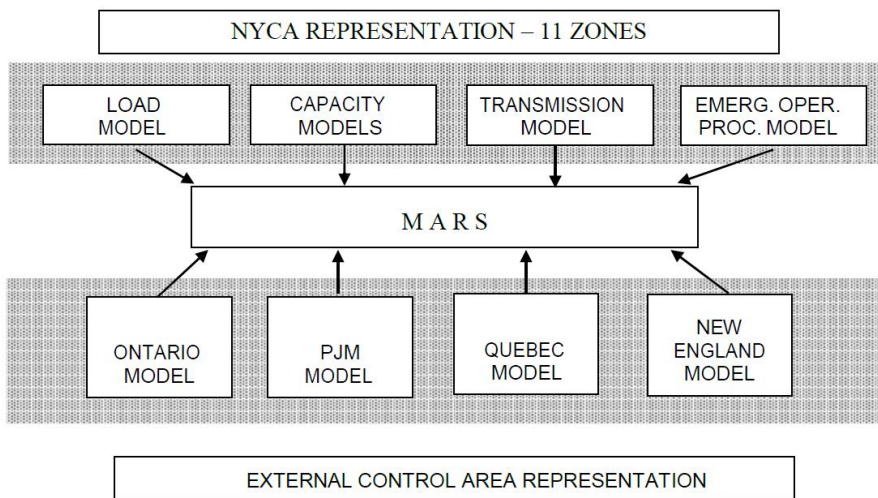 NYCA REPRESENTATION – 11 ZONES
LOAD
MODEL
CAPACITY
MODELS
TRANSMISSION
MODEL
EMERG. OPER.
PROC. MODEL
M A R S
ONTARIO
MODEL
PJM
MODEL
QUEBEC
MODEL
NEW
ENGLAND
MODEL
EXTERNAL CONTROL AREA REPRESENTATION